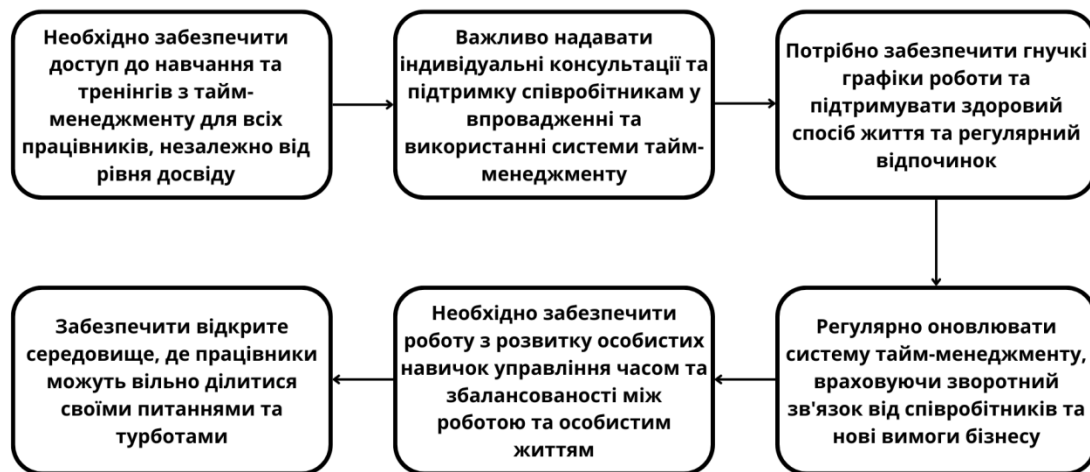 Необхідно забезпечити
доступ до навчання та
тренінгів з тайм-
менеджменту для всіх
працівників, незалежно від
рівня досвіду
Важливо надавати
індивідуальні консультації та
підтримку співробітникам у
впровадженні та
використанні системи тайм-
менеджменту
Потрібно забезпечити гнучкі
графіки роботи та
підтримувати здоровий
спосіб життя та регулярний
відпочинок
Регулярно оновлювати
систему тайм-менеджменту,
враховуючи зворотний
зв'язок від співробітників та
нові вимоги бізнесу
Необхідно забезпечити
роботу з розвитку особистих
навичок управління часом та
збалансованості між
роботою та особистим
життям
Забезпечити відкрите
середовище, де працівники
можуть вільно ділитися
своїми питаннями та
турботами